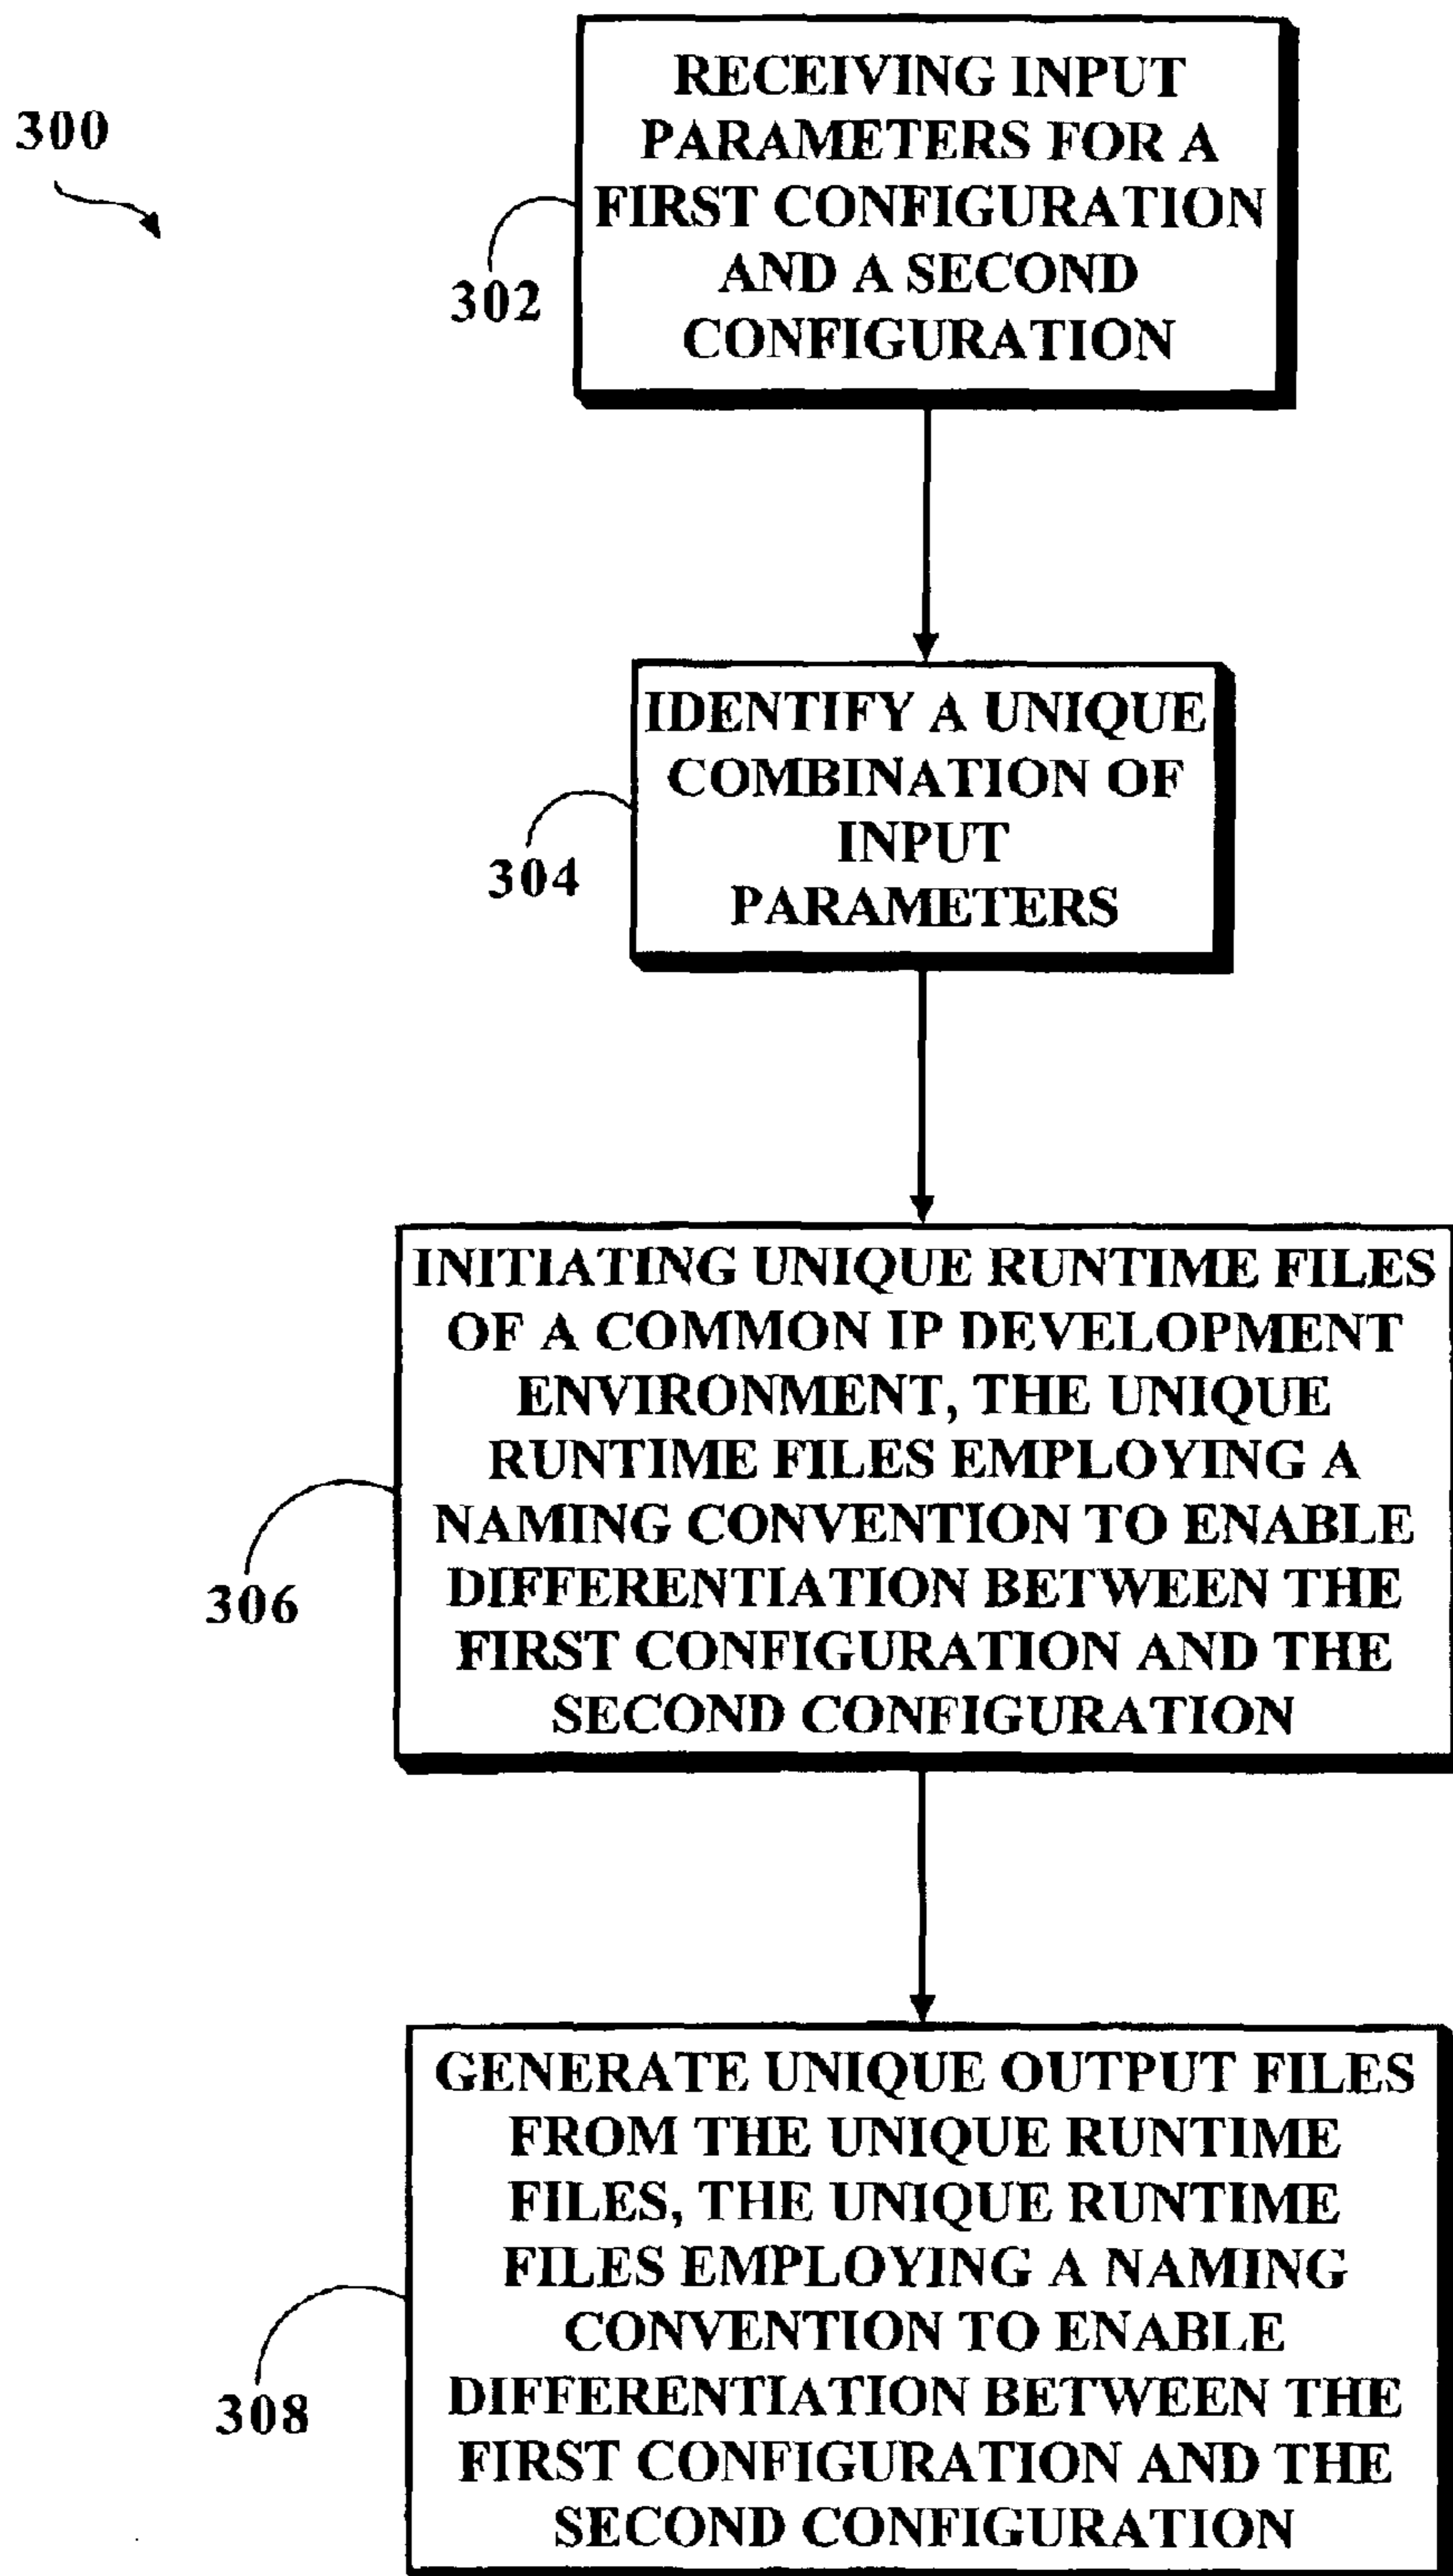 300
RECEIVING INPUT
PARAMETERS FOR A
FIRST CONFIGURATION
AND A SECOND
CONFIGURATION
302
IDENTIFY A UNIQUE
COMBINATION OF
INPUT
PARAMETERS
304
INITIATING UNIQUE RUNTIME FILES
OF A COMMON IP DEVELOPMENT
ENVIRONMENT, THE UNIQUE
RUNTIME FILES EMPLOYING A
NAMING CONVENTION TO ENABLE
DIFFERENTIATION BETWEEN THE
FIRST CONFIGURATION AND THE
SECOND CONFIGURATION
306
GENERATE UNIQUE OUTPUT FILES
FROM THE UNIQUE RUNTIME
FILES, THE UNIQUE RUNTIME
FILES EMPLOYING A NAMING
CONVENTION TO ENABLE
DIFFERENTIATION BETWEEN THE
FIRST CONFIGURATION AND THE
SECOND CONFIGURATION
308